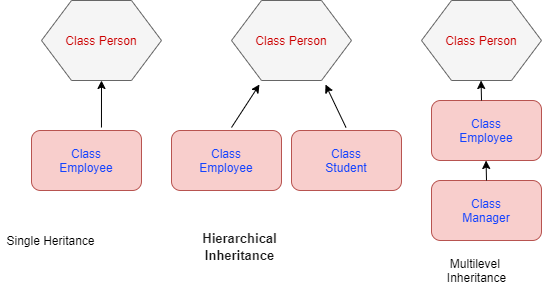 Class Person
Class
Employee
Single Heritance
Class Person
Class
Employee
Class
Student
Hierarchical
Inheritance
Class Person
Class
Employee
Class
Manager
Multilevel
Inheritance